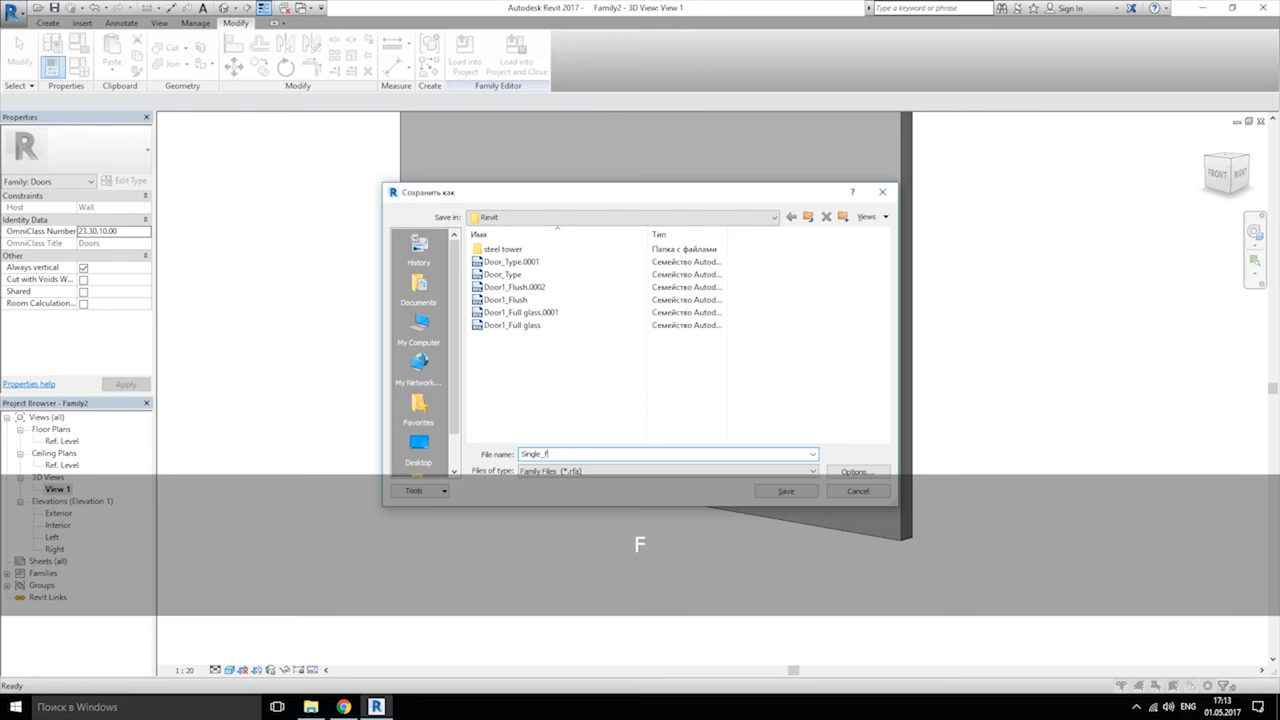 Autodesk Revit 2017 - Family2 - 3D View: View 1
Type a keyword or phrase
Sign In
Create Insert Annotate View Manage Modify
Modify
Paste
Cut
Join
Load into
Project
Load into
Project and Close
Select Properties Clipboard Geometry Modify Measure Create Family Editor
Properties
Family: Doors
Edit Type
Constraints
Host Wall
Identity Data
OmniClass Number 23.30.10.00
OmniClass Title Doors
Other
Always vertical
Cut with Voids W...
Shared
Room Calculation...
Properties help
Apply
Project Browser - Family2
Views (all)
Floor Plans
Ref. Level
Ceiling Plans
Ref. Level
3D Views
View 1
Elevations (Elevation 1)
Exterior
Interior
Left
Right
Sheets (all)
Families
Groups
Revit Links
Сохранить как
Save in: Revit
Views
Имя Тип
steel tower Папка с файлами
Door_Type.0001 Семейство Autod...
Door_Type Семейство Autod...
Door1_Flush.0002 Семейство Autod...
Door1_Flush Семейство Autod...
Door1_Full glass.0001 Семейство Autod...
Door1_Full glass Семейство Autod...
History
Documents
My Computer
My Network...
Favorites
Desktop
File name: Single_f
Files of type: Family Files (*.rfa)
Options...
Tools
Save
Cancel
FRONT
RIGHT
F
1 : 20
Ready
:0
Поиск в Windows
ENG
17:13
01.05.2017